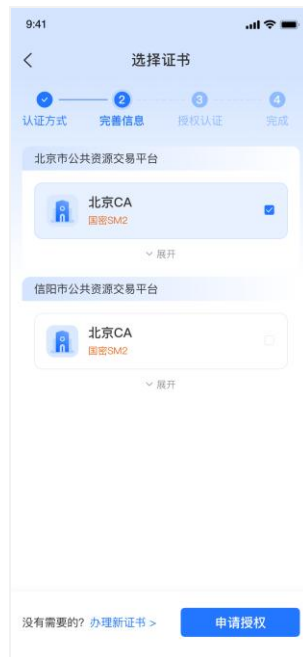 9:41
选择证书
2
3
4
认证方式
完善信息
授权认证
完成
北京市公共资源交易平台
北京CA
国密SM2
展开
信阳市公共资源交易平台
北京CA
国密SM2
展开
没有需要的? 办理新证书 >
申请授权